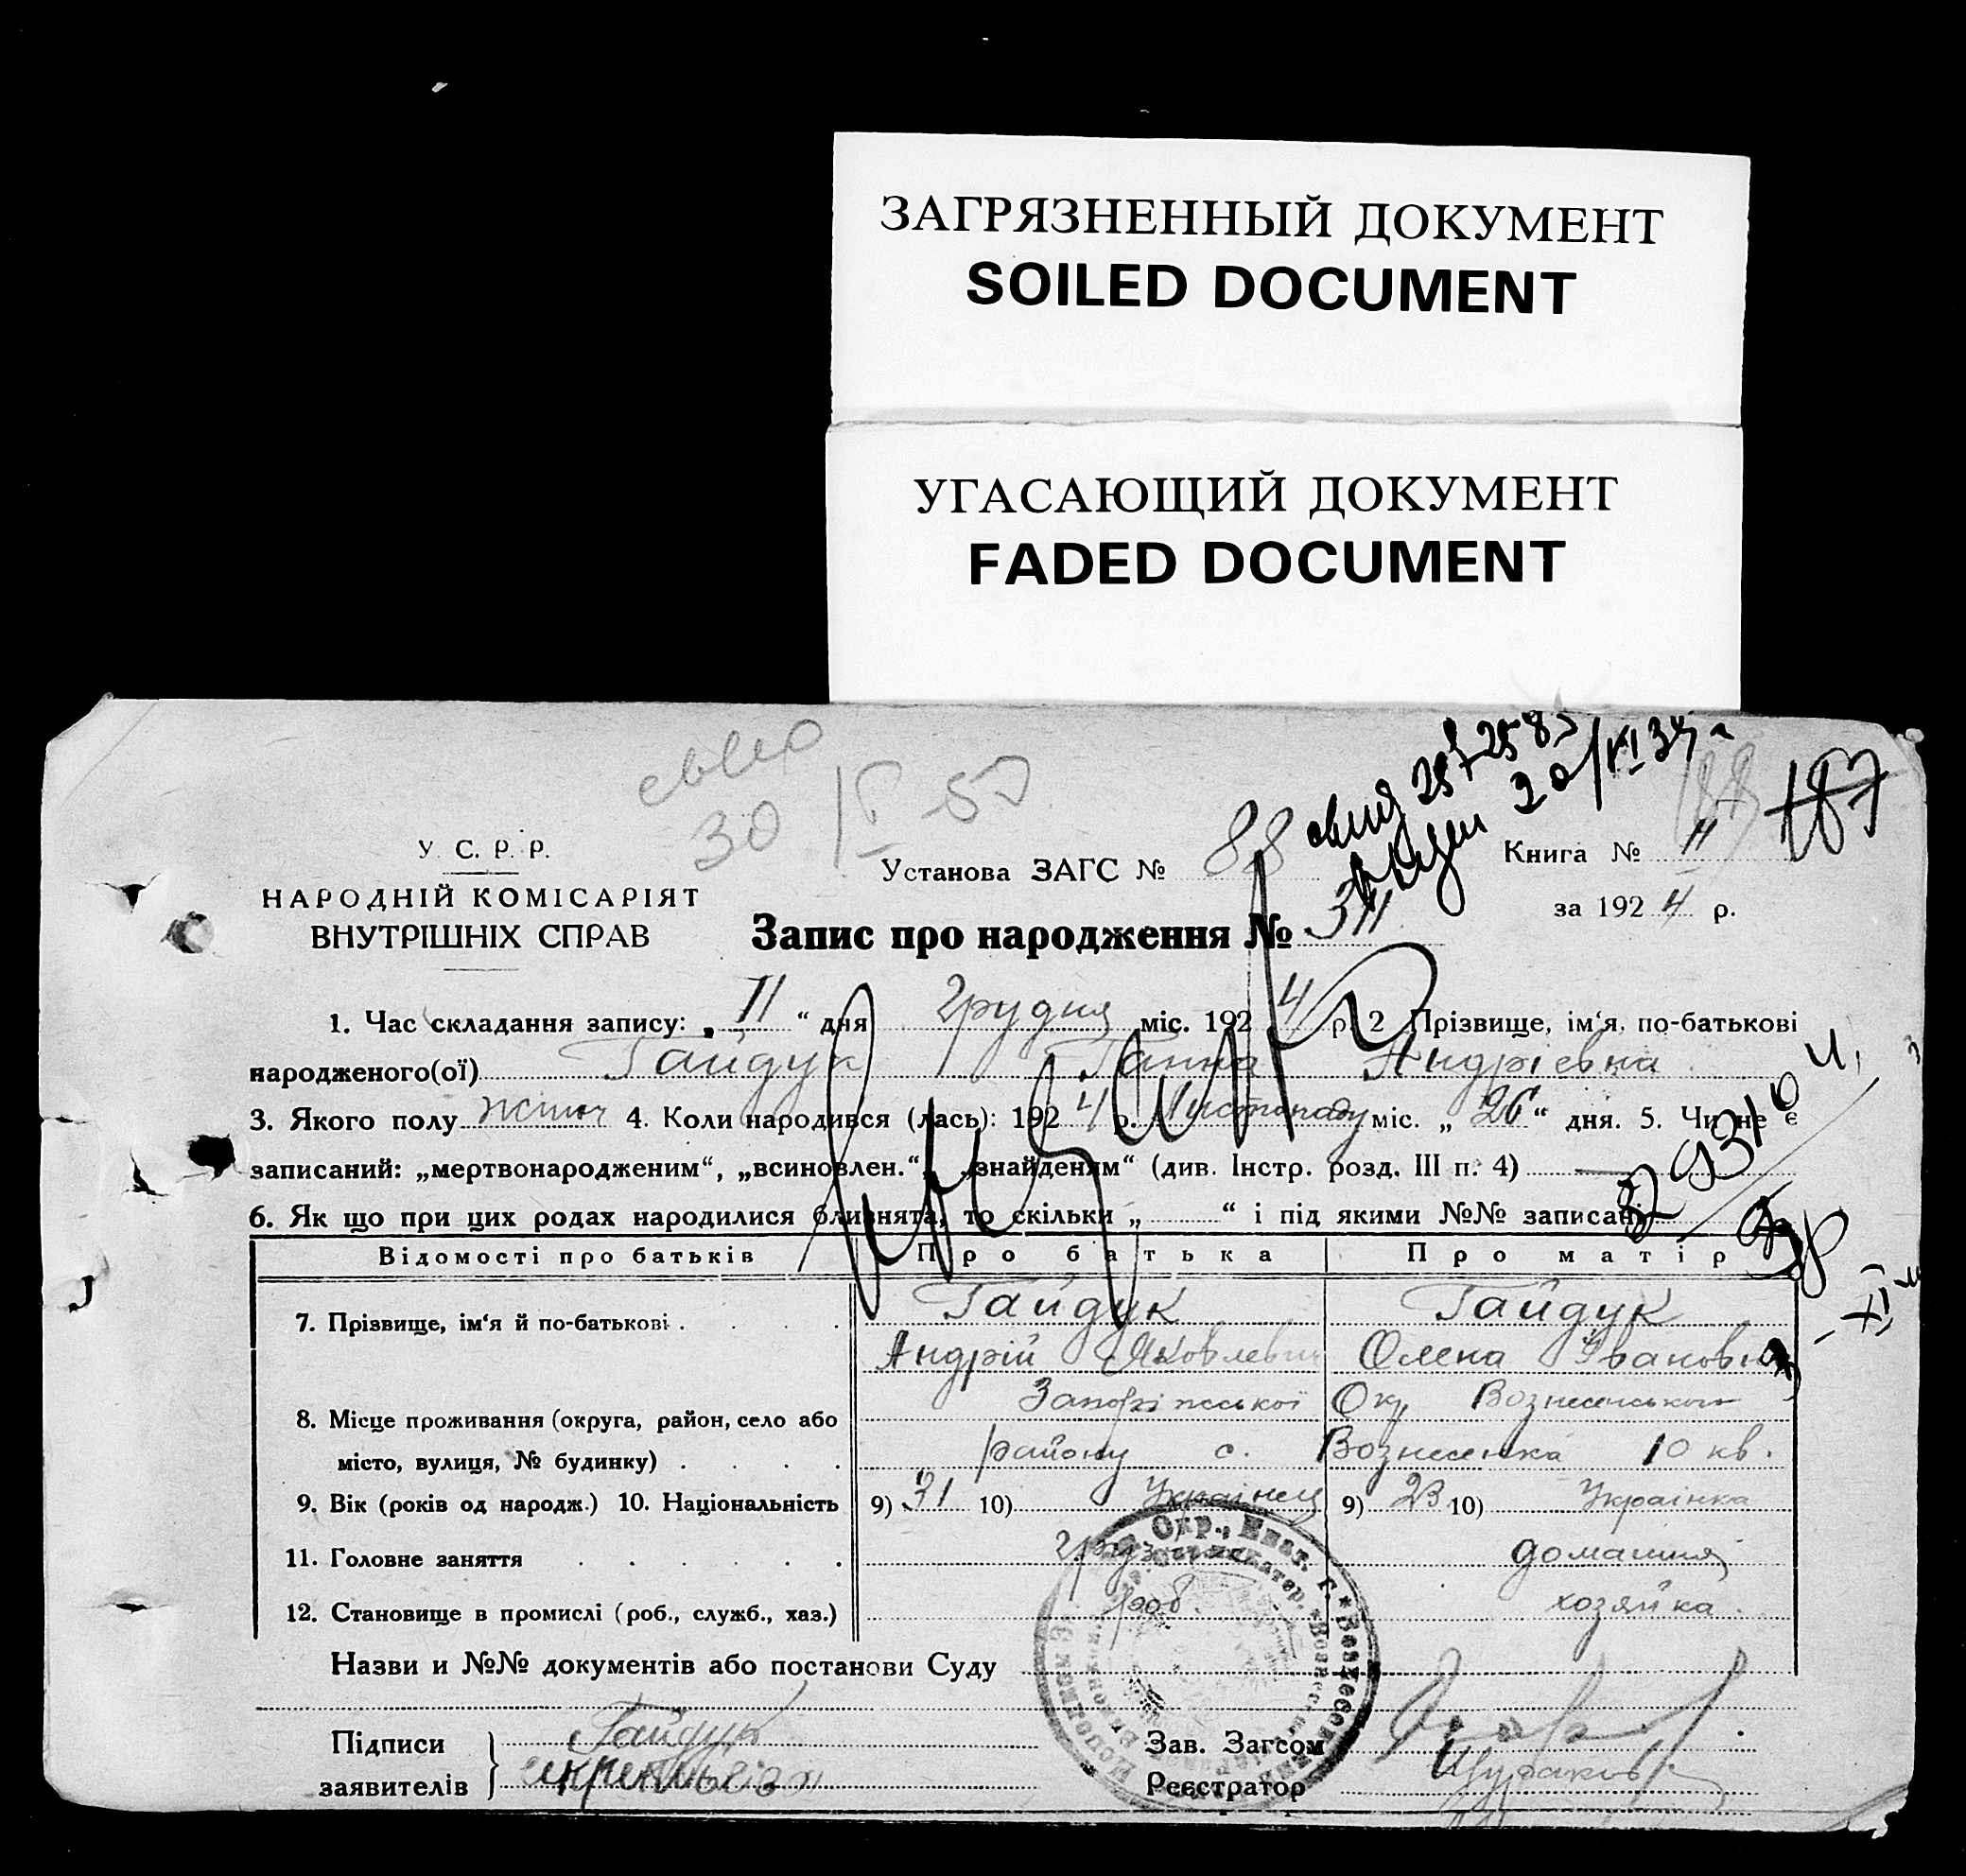 ЗАГРЯЗНЕННЫЙ ДОКУМЕНТ
SOILED DOCUMENT
УГАСАЮЩИЙ ДОКУМЕНТ
FADED DOCUMENT
187
У. С. Р. Р.
НАРОДНІЙ КОМІСАРІЯТ
ВНУТРІШНІХ СПРАВ
Установа ЗАГС № 88
Книга № II
за 1924 р.
Запис про народження №
1. Час складання запису: „11“ дня Грудня міс. 1924 р. 2 Прізвище, ім‘я, по-батькові
народженого(ої) Гайдук Ганна Андріевна
3. Якого полу жіноч 4. Коли народився (лась): 1924 р. Листопаду міс. „26“ дня. 5. Чи не є
записаний: „мертвонародженим“, „всиновлен.“, „знайденим“ (див. Інстр. розд. III п. 4) —
6. Як що при цих родах народилися близнята, то скільки „ “ і під якими №№ записані
Відомості про батьків Про батька Про матір
7. Прізвище, ім‘я й по-батькові Гайдук Гайдук
Андрій Яковлевич Олена Івановна
8. Місце проживання (округа, район, село або Запоріжської Окр. Вознесенського
місто, вулиця, № будинку) району с. Вознесенка 10 кв.
9. Вік (років од народж.) 10. Національність 9) 31 10) Українец 9) 23 10) Українка
11. Головне заняття домашня
12. Становище в промислі (роб., служб., хаз.) роб. хозяйка
Назви и №№ документів або постанови Суду
Підписи Гайдук
заявителів
Зав. Загсом
Реєстратор